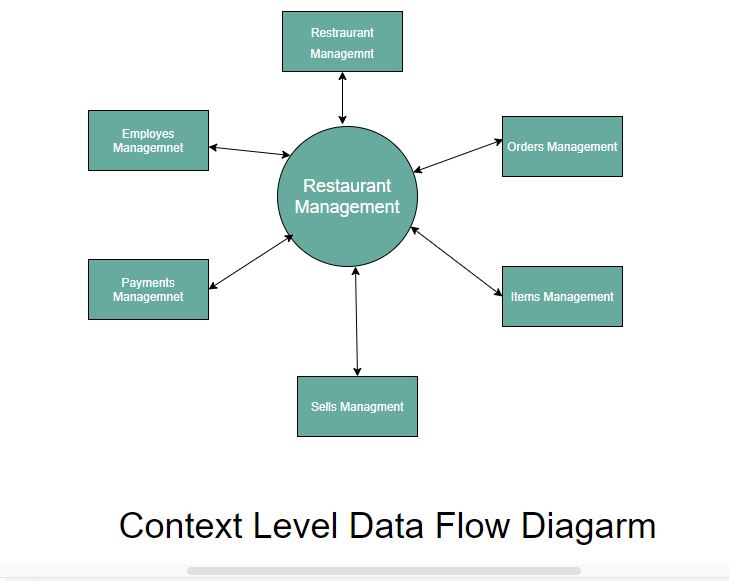 Restraurant
Managemnt
Employes
Managemnet
Orders Management
Restaurant
Management
Payments
Managemnet
Items Management
Sells Managment
Context Level Data Flow Diagarm